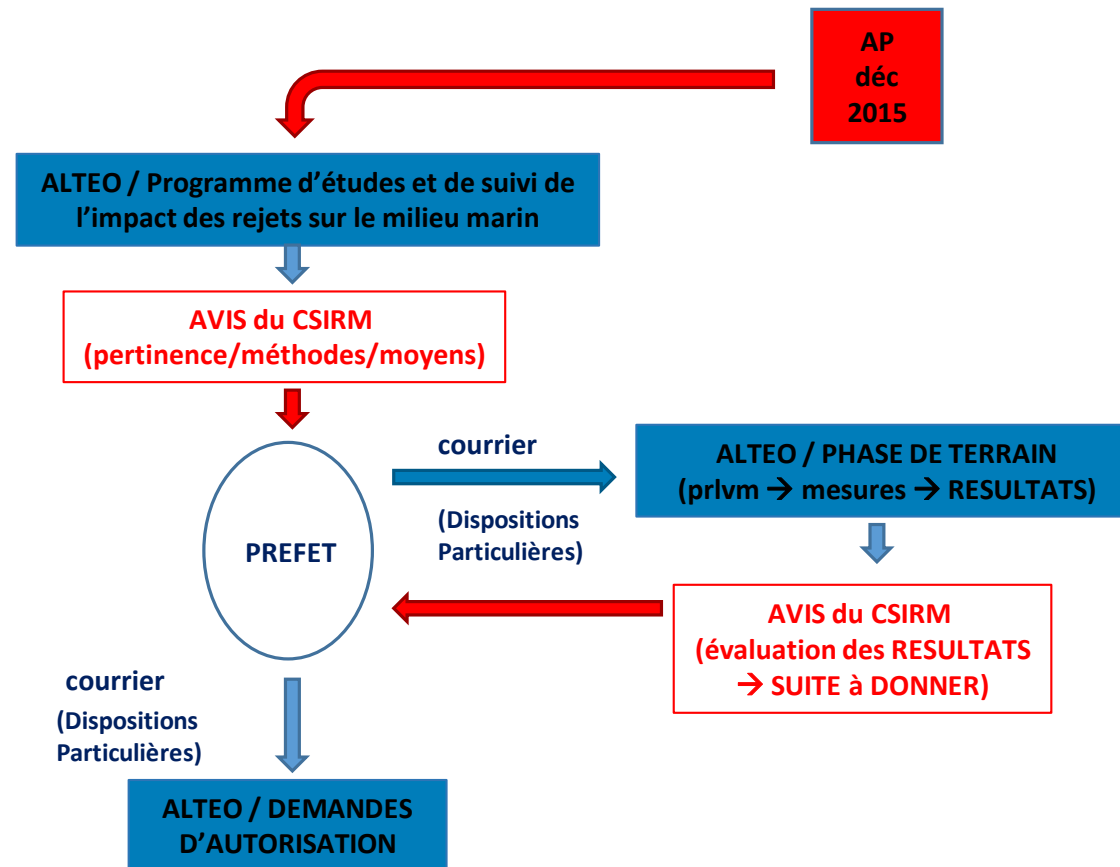 AP
déc
2015
ALTEO / Programme d'études et de suivi de
l'impact des rejets sur le milieu marin
AVIS du CSIRM
(pertinence/méthodes/moyens)
PREFET
courrier
(Dispositions
Particulières)
ALTEO / PHASE DE TERRAIN
(prlvm → mesures → RESULTATS)
AVIS du CSIRM
(évaluation des RESULTATS
→ SUITE à DONNER)
courrier
(Dispositions
Particulières)
ALTEO / DEMANDES
D'AUTORISATION